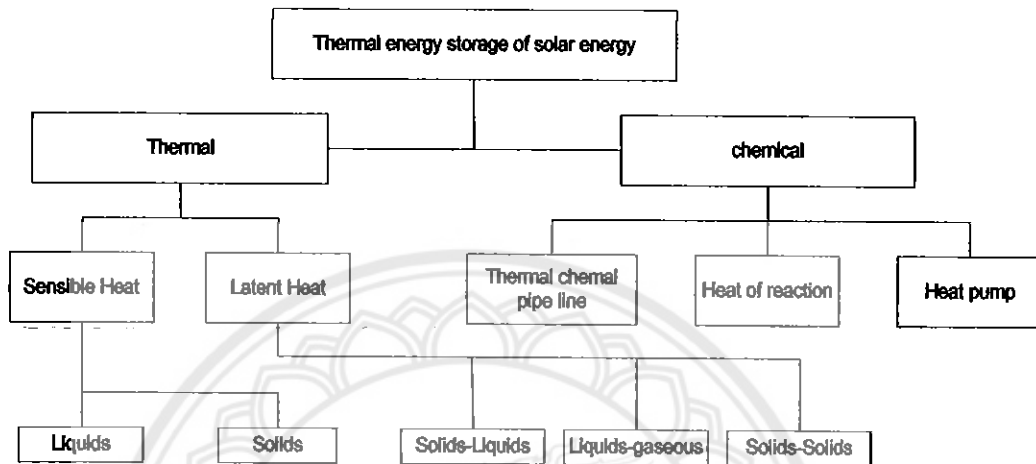 Thermal energy storage of solar energy
Thermal
chemical
Sensible Heat
Latent Heat
Thermal chemal
pipe line
Heat of reaction
Heat pump
Liquids
Solids
Solids-Liquids
Liquids-gaseous
Solids-Solids